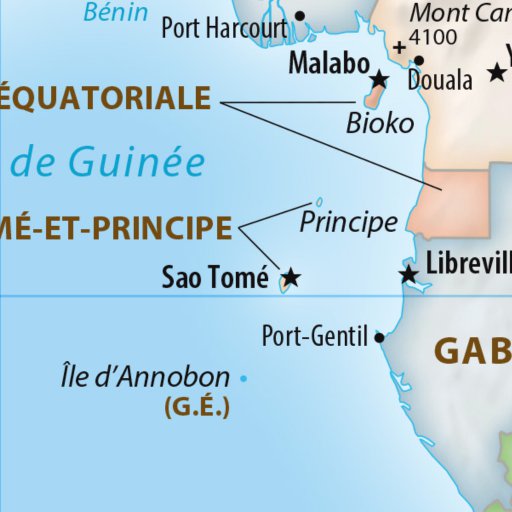 Bénin
Port Harcourt
Mont Ca
4100
Malabo
Douala
ÉQUATORIALE
Bioko
de Guinée
MÉ-ET-PRINCIPE
Principe
Librevill
Sao Tomé
Port-Gentil
GAB
Île d'Annobon
(G.É.)